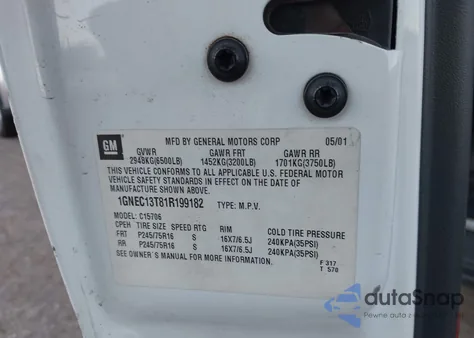 GM
MFD BY GENERAL MOTORS CORP 05/01
GVWR GAWR FRT GAWR RR
2948KG(6500LB) 1452KG(3200LB) 1701KG(3750LB)
THIS VEHICLE CONFORMS TO ALL APPLICABLE U.S. FEDERAL MOTOR
VEHICLE SAFETY STANDARDS IN EFFECT ON THE DATE OF
MANUFACTURE SHOWN ABOVE.
1GNEC13T81R199182 TYPE: M.P.V.
MODEL: C15706
CPEH TIRE SIZE SPEED RTG RIM COLD TIRE PRESSURE
FRT P245/75R16 S 16X7/6.5J 240KPA(35PSI)
RR P245/75R16 S 16X7/6.5J 240KPA(35PSI)
SEE OWNER'S MANUAL FOR MORE INFORMATION.
F 317
T 570
dutaSnap